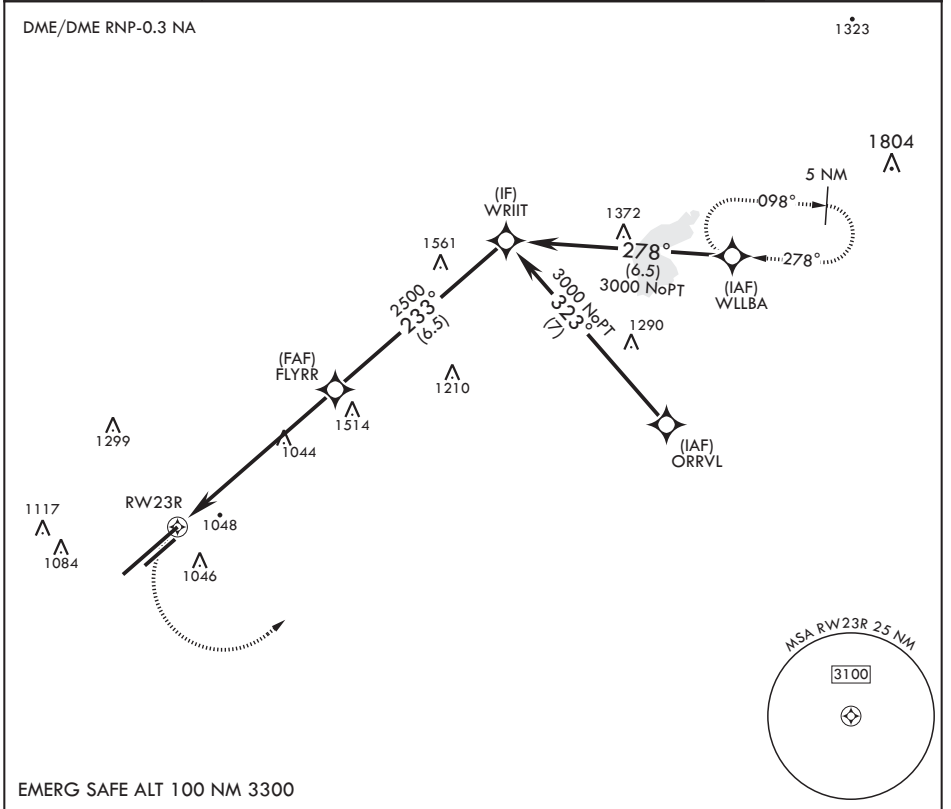 DME/DME RNP-0.3 NA
1323
1804
5 NM
098°
278°
(IF)
WRIIT
1372
278°
(6.5)
3000 NoPT
(IAF)
WLLBA
1561
2500
233°
(6.5)
3000 NoPT
323°
(7)
1290
(FAF)
FLYRR
1210
1514
1299
1044
(IAF)
ORRVL
RW23R
1048
1117
1084
1046
MSA RW23R 25 NM
3100
EMERG SAFE ALT 100 NM 3300